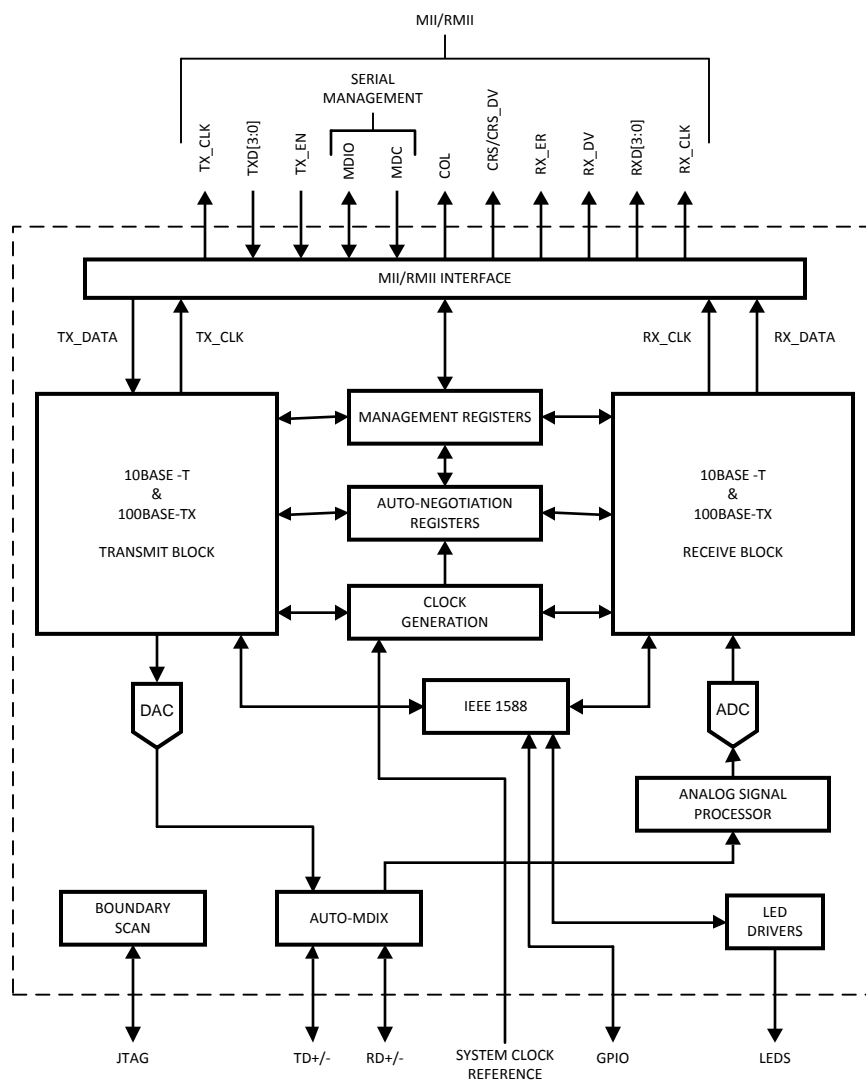 MII/RMII
SERIAL
MANAGEMENT
TX_CLK
TXD[3:0]
TX_EN
MDIO
MDC
COL
CRS/CRS_DV
RX_ER
RX_DV
RXD[3:0]
RX_CLK
MII/RMII INTERFACE
TX_DATA
TX_CLK
RX_CLK
RX_DATA
10BASE -T
&
100BASE-TX
TRANSMIT BLOCK
MANAGEMENT REGISTERS
AUTO-NEGOTIATION
REGISTERS
CLOCK
GENERATION
10BASE -T
&
100BASE-TX
RECEIVE BLOCK
DAC
IEEE 1588
ADC
ANALOG SIGNAL
PROCESSOR
BOUNDARY
SCAN
AUTO-MDIX
LED
DRIVERS
JTAG
TD+/-
RD+/-
SYSTEM CLOCK
REFERENCE
GPIO
LEDS